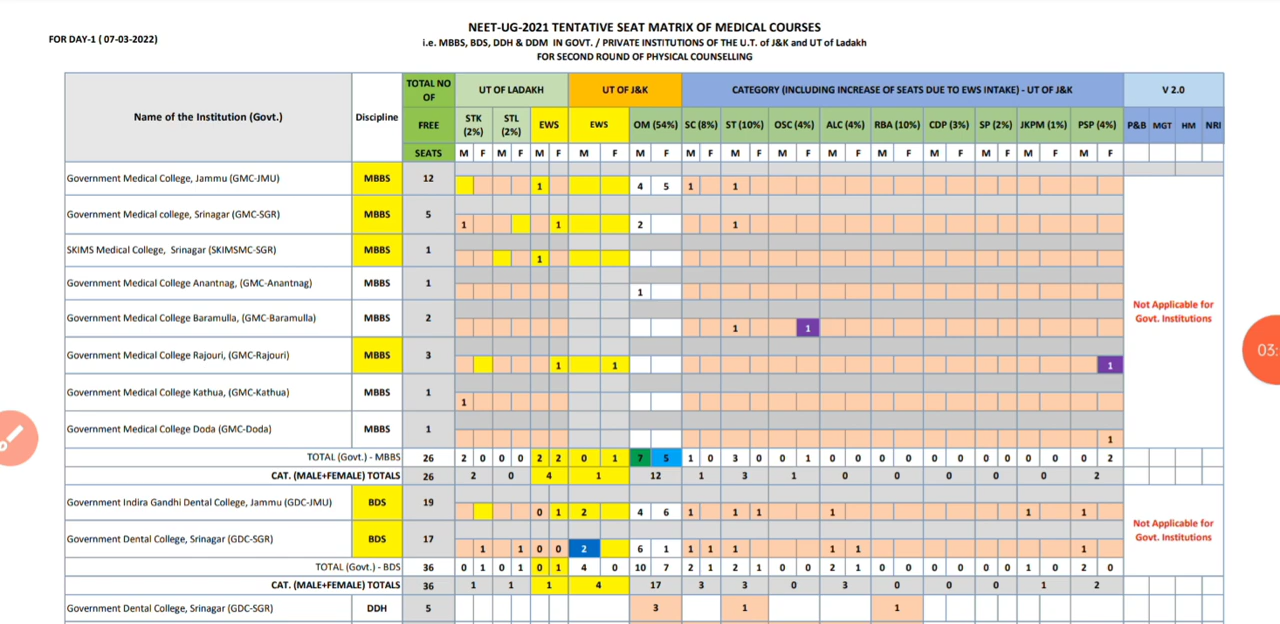 NEET-UG-2021 TENTATIVE SEAT MATRIX OF MEDICAL COURSES
FOR DAY-1 ( 07-03-2022)
i.e. MBBS, BDS, DDH & DDM IN GOVT. / PRIVATE INSTITUTIONS OF THE U.T. of J&K and UT of Ladakh
FOR SECOND ROUND OF PHYSICAL COUNSELLING
Name of the Institution (Govt.) Discipline TOTAL NO OF FREE SEATS UT OF LADAKH UT OF J&K CATEGORY (INCLUDING INCREASE OF SEATS DUE TO EWS INTAKE) - UT OF J&K V 2.0
STK (2%) STL (2%) EWS EWS OM (54%) SC (8%) ST (10%) OSC (4%) ALC (4%) RBA (10%) CDP (3%) SP (2%) JKPM (1%) PSP (4%) P&B MGT HM NRI
M F M F M F M F M F M F M F M F M F M F M F M F M F M F
Government Medical College, Jammu (GMC-JMU) MBBS 12 1 4 5 1 1
Government Medical college, Srinagar (GMC-SGR) MBBS 5 1 1 2 1
SKIMS Medical College, Srinagar (SKIMSMC-SGR) MBBS 1 1
Government Medical College Anantnag, (GMC-Anantnag) MBBS 1 1
Government Medical College Baramulla, (GMC-Baramulla) MBBS 2 1 1
Not Applicable for
Govt. Institutions
Government Medical College Rajouri, (GMC-Rajouri) MBBS 3 1 1 1
03:
Government Medical College Kathua, (GMC-Kathua) MBBS 1 1
Government Medical College Doda (GMC-Doda) MBBS 1 1
TOTAL (Govt.) - MBBS 26 2 0 0 0 2 2 0 1 7 5 1 0 3 0 0 1 0 0 0 0 0 0 0 0 0 0 0 2
CAT. (MALE+FEMALE) TOTALS 26 2 0 4 1 12 1 3 1 0 0 0 0 0 2
Government Indira Gandhi Dental College, Jammu (GDC-JMU) BDS 19 0 1 2 4 6 1 1 1 1 1 1
Government Dental College, Srinagar (GDC-SGR) BDS 17 1 1 0 0 2 6 1 1 1 1 1 1 1
Not Applicable for
Govt. Institutions
TOTAL (Govt.) - BDS 36 0 1 0 1 0 1 4 0 10 7 2 1 2 1 0 0 2 1 0 0 0 0 0 0 1 0 2 0
CAT. (MALE+FEMALE) TOTALS 36 1 1 1 4 17 3 3 0 3 0 0 0 1 2
Government Dental College, Srinagar (GDC-SGR) DDH 5 3 1 1